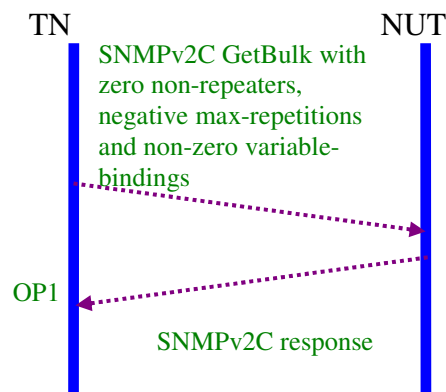 TN
NUT
SNMPv2C GetBulk with
zero non-repeaters,
negative max-repetitions
and non-zero variable-
bindings
OP1
SNMPv2C response